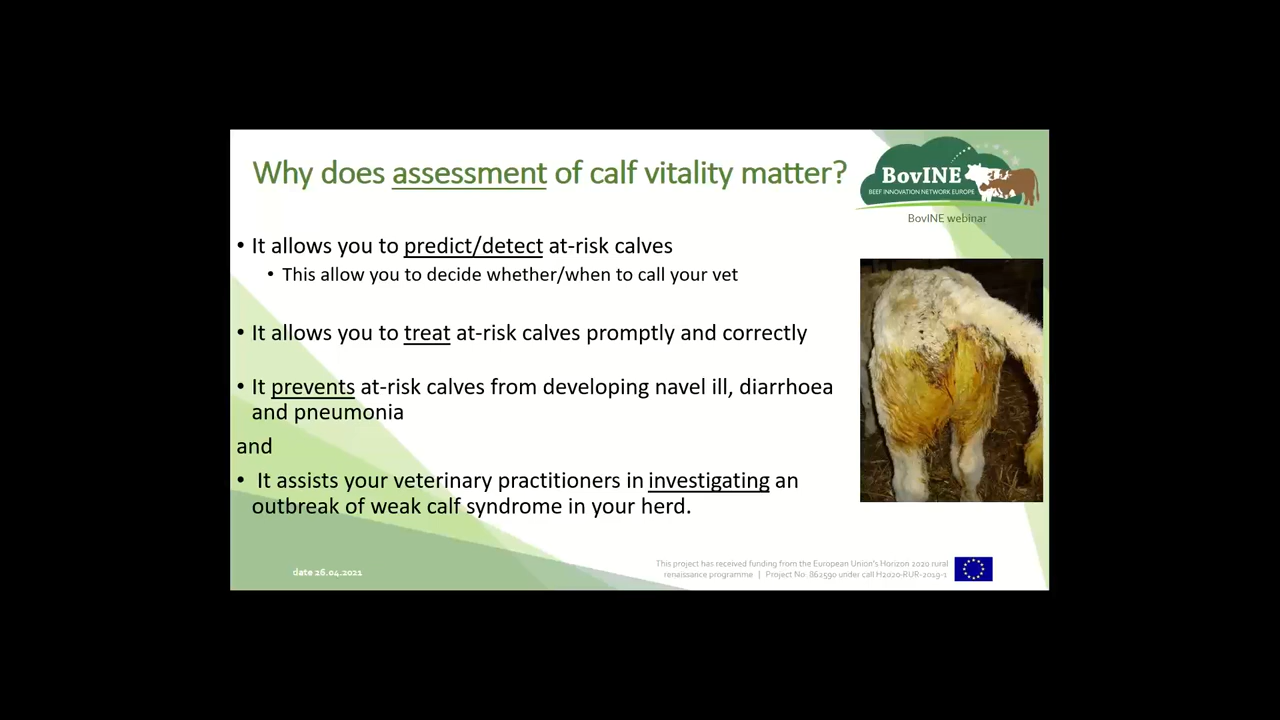 Why does assessment of calf vitality matter?
BovINE
BEEF INNOVATION NETWORK EUROPE
BovINE webinar
• It allows you to predict/detect at-risk calves
• This allow you to decide whether/when to call your vet
• It allows you to treat at-risk calves promptly and correctly
• It prevents at-risk calves from developing navel ill, diarrhoea
and pneumonia
and
• It assists your veterinary practitioners in investigating an
outbreak of weak calf syndrome in your herd.
date 26.04.2021
This project has received funding from the European Union's Horizon 2020 rural
renaissance programme | Project No. 862590 under call H2020-RUR-2019-1